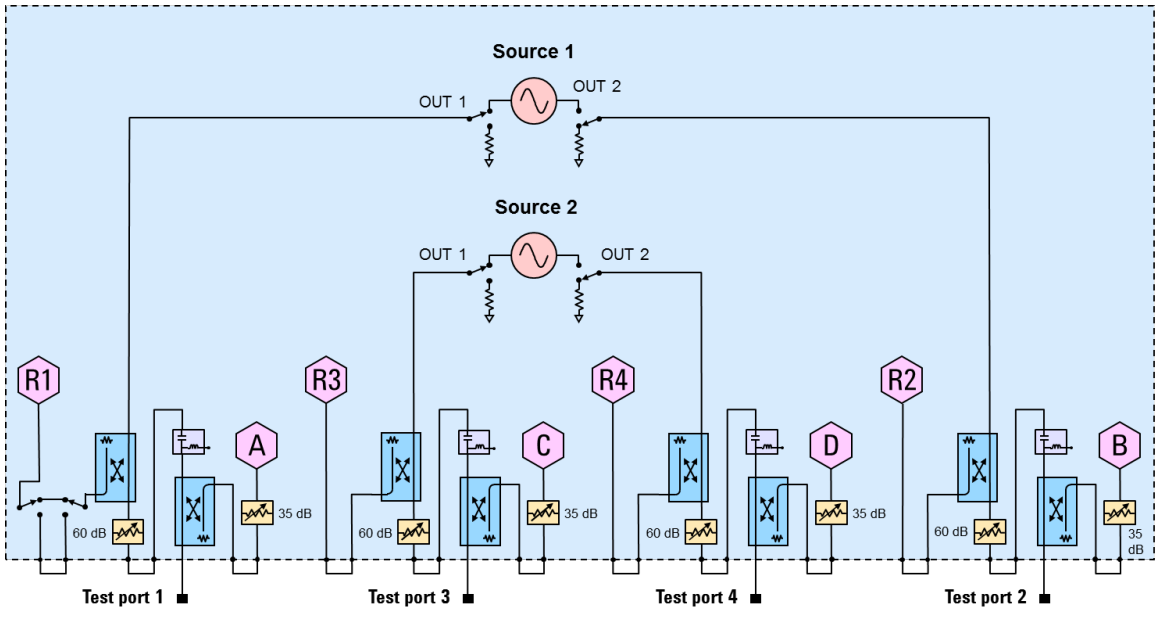 Source 1
OUT 1
OUT 2
Source 2
OUT 1
OUT 2
R1
R3
R4
R2
A
C
D
B
60 dB
35 dB
60 dB
35 dB
60 dB
35 dB
60 dB
35
dB
Test port 1
Test port 3
Test port 4
Test port 2